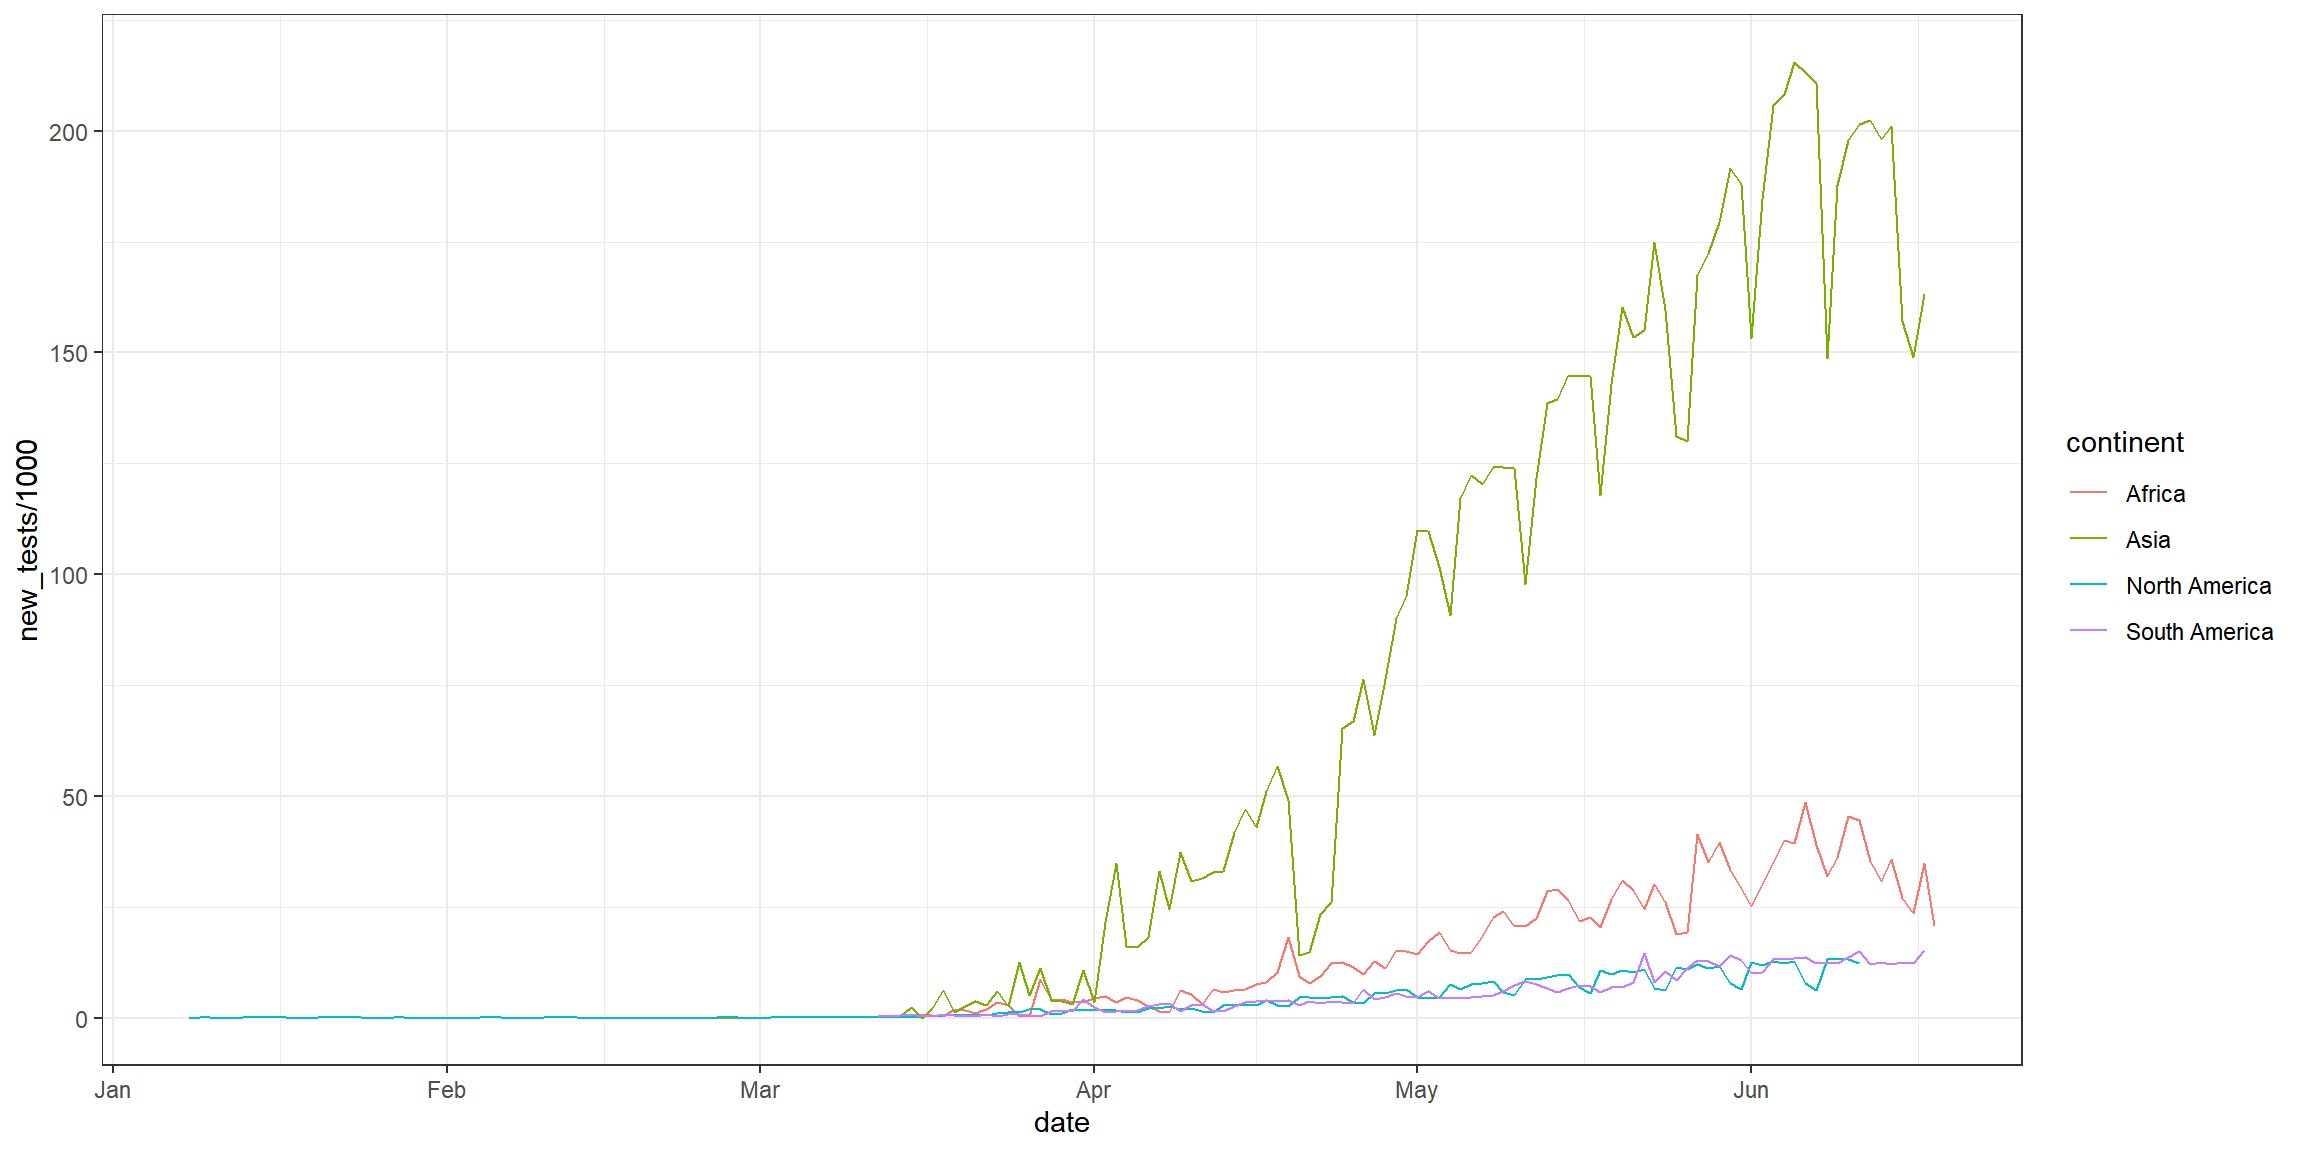 new_tests/1000
200
150
100
50
0
Jan Feb Mar Apr May Jun
date
continent
Africa
Asia
North America
South America